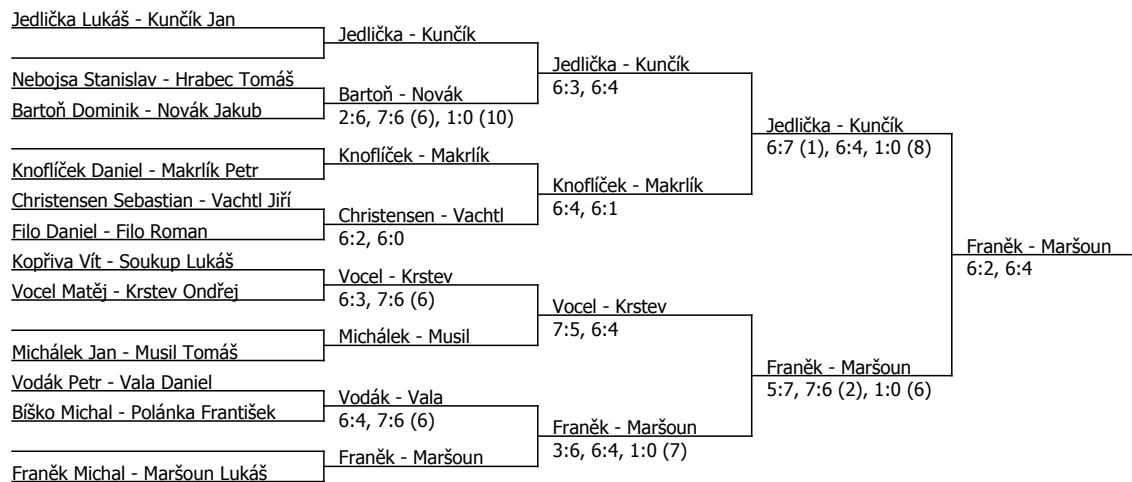 Jedlička Lukáš - Kunčík Jan
Jedlička - Kunčík
Jedlička - Kunčík
6:3, 6:4
Nebojsa Stanislav - Hrabec Tomáš
Bartoň - Novák
2:6, 7:6 (6), 1:0 (10)
Bartoň Dominik - Novák Jakub
Jedlička - Kunčík
6:7 (1), 6:4, 1:0 (8)
Knoflíček - Makrlík
Knoflíček Daniel - Makrlík Petr
Knoflíček - Makrlík
6:4, 6:1
Christensen Sebastian - Vachtl Jiří
Christensen - Vachtl
6:2, 6:0
Filo Daniel - Filo Roman
Franěk - Maršoun
6:2, 6:4
Kopřiva Vít - Soukup Lukáš
Vocel - Krstev
6:3, 7:6 (6)
Vocel Matěj - Krstev Ondřej
Vocel - Krstev
7:5, 6:4
Michálek - Musil
Michálek Jan - Musil Tomáš
Franěk - Maršoun
5:7, 7:6 (2), 1:0 (6)
Vodák Petr - Vala Daniel
Vodák - Vala
6:4, 7:6 (6)
Bíško Michal - Polánka František
Franěk - Maršoun
3:6, 6:4, 1:0 (7)
Franěk - Maršoun
Franěk Michal - Maršoun Lukáš